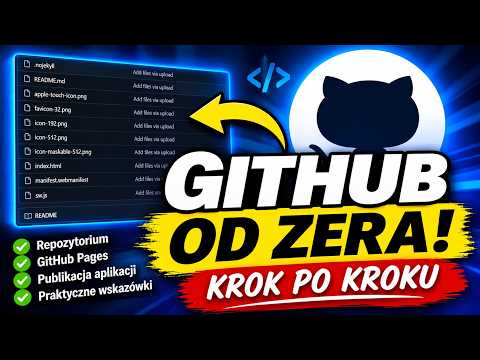 .nojekyll Add files via upload
README.md Add files via upload
apple-touch-icon.png Add files via upload
favicon-32.png Add files via upload
icon-192.png Add files via upload
icon-512.png Add files via upload
icon-maskable-512.png Add files via upload
index.html Add files via upload
manifest.webmanifest Add files via upload
sw.js Add files via upload
README
</>
GITHUB
OD ZERA!
KROK PO KROKU
Repozytorium
GitHub Pages
Publikacja aplikacji
Praktyczne wskazówki